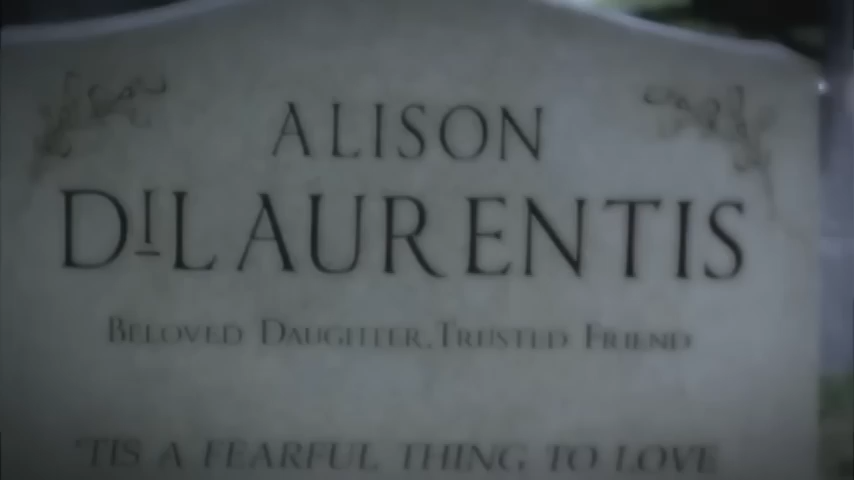 ALISON
DILAURENTIS
BELOVED DAUGHTER, TRUSTED FRIEND
'TIS A FEARFUL THING TO LOVE